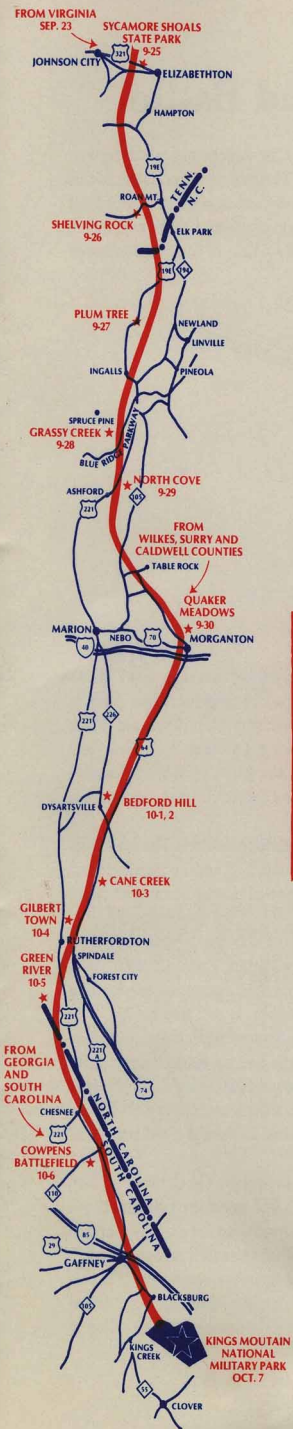 FROM VIRGINIA
SEP. 23
SYCAMORE SHOALS
STATE PARK
9-25
321
JOHNSON CITY
ELIZABETHTON
HAMPTON
19E
TENN.
N.C.
ROAN MT.
SHELVING ROCK
9-26
ELK PARK
19E
194
PLUM TREE
9-27
NEWLAND
LINVILLE
INGALLS
PINEOLA
SPRUCE PINE
GRASSY CREEK
9-28
BLUE RIDGE PARKWAY
NORTH COVE
9-29
ASHFORD
105
221
FROM
WILKES, SURRY AND
CALDWELL COUNTIES
TABLE ROCK
QUAKER
MEADOWS
9-30
MARION
NEBO
70
MORGANTON
40
221
226
64
DYSARTSVILLE
BEDFORD HILL
10-1, 2
CANE CREEK
10-3
GILBERT
TOWN
10-4
RUTHERFORDTON
GREEN
RIVER
10-5
SPINDALE
FOREST CITY
221
221
A
74
FROM
GEORGIA
AND
SOUTH
CAROLINA
CHESNEE
221
NORTH CAROLINA
SOUTH CAROLINA
COWPENS
BATTLEFIELD
10-6
110
85
29
GAFFNEY
105
BLACKSBURG
KINGS
CREEK
KINGS MOUTAIN
NATIONAL
MILITARY PARK
OCT. 7
55
CLOVER